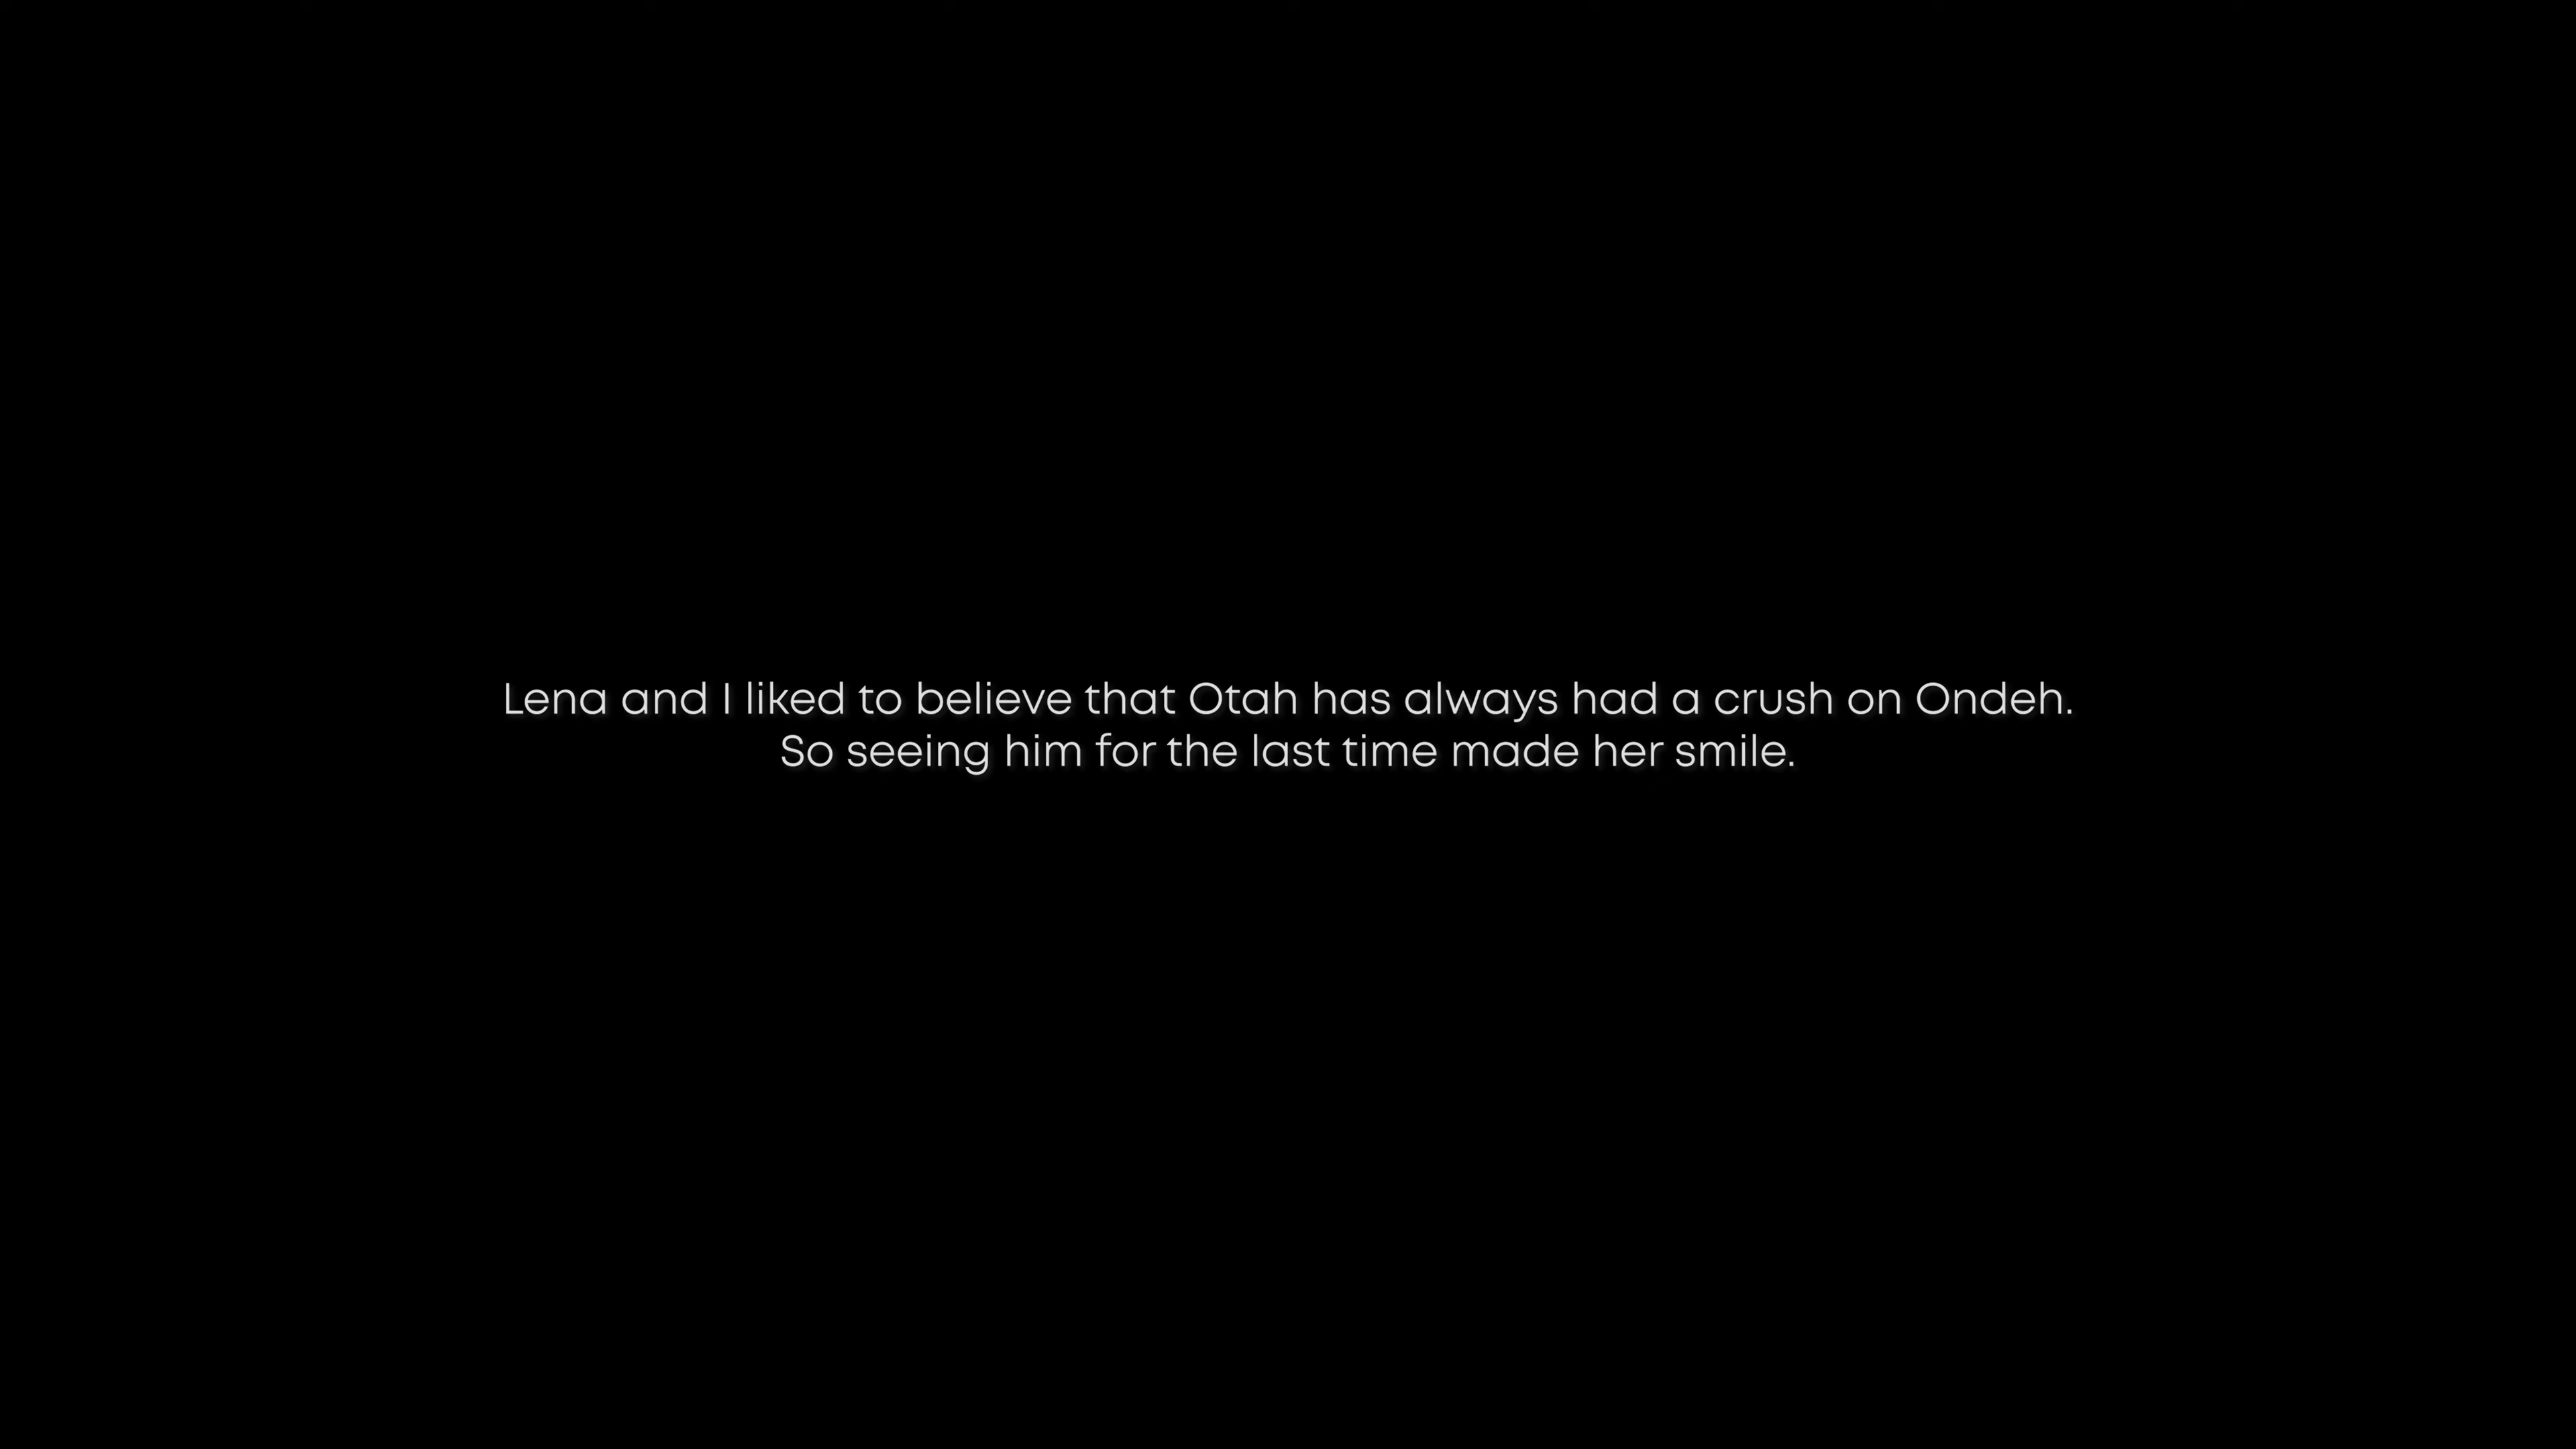 Lena and I liked to believe that Otah has always had a crush on Ondeh.
So seeing him for the last time made her smile.